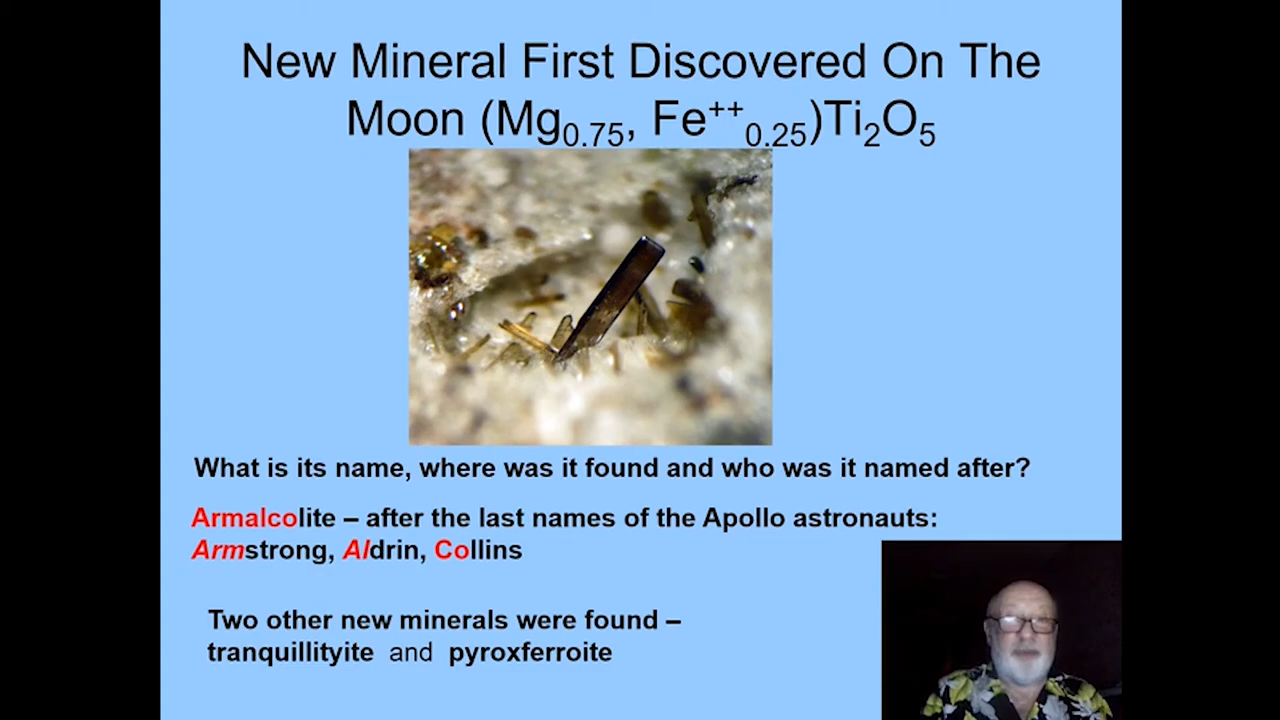 New Mineral First Discovered On The
Moon (Mg₀.₇₅, Fe⁺⁺₀.₂₅)Ti₂O₅
What is its name, where was it found and who was it named after?
Armalcolite – after the last names of the Apollo astronauts:
Armstrong, Aldrin, Collins
Two other new minerals were found –
tranquillityite and pyroxferroite